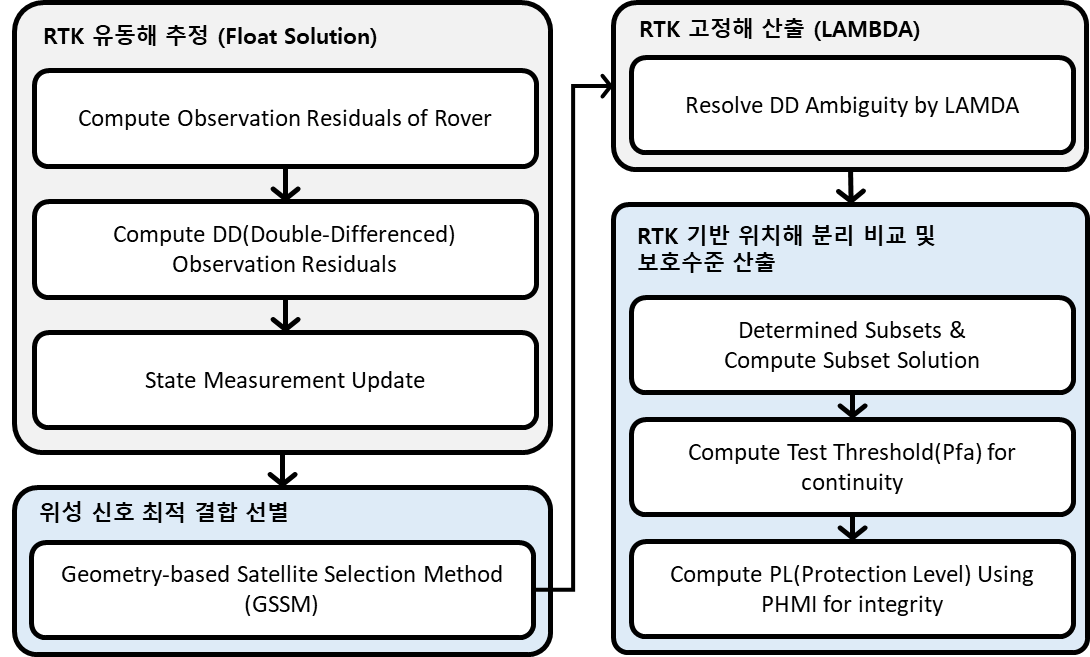 RTK 유동해 추정 (Float Solution)
Compute Observation Residuals of Rover
Compute DD(Double-Differenced)
Observation Residuals
State Measurement Update
위성 신호 최적 결합 선별
Geometry-based Satellite Selection Method
(GSSM)
RTK 고정해 산출 (LAMBDA)
Resolve DD Ambiguity by LAMDA
RTK 기반 위치해 분리 비교 및
보호수준 산출
Determined Subsets &
Compute Subset Solution
Compute Test Threshold(Pfa) for
continuity
Compute PL(Protection Level) Using
PHMI for integrity